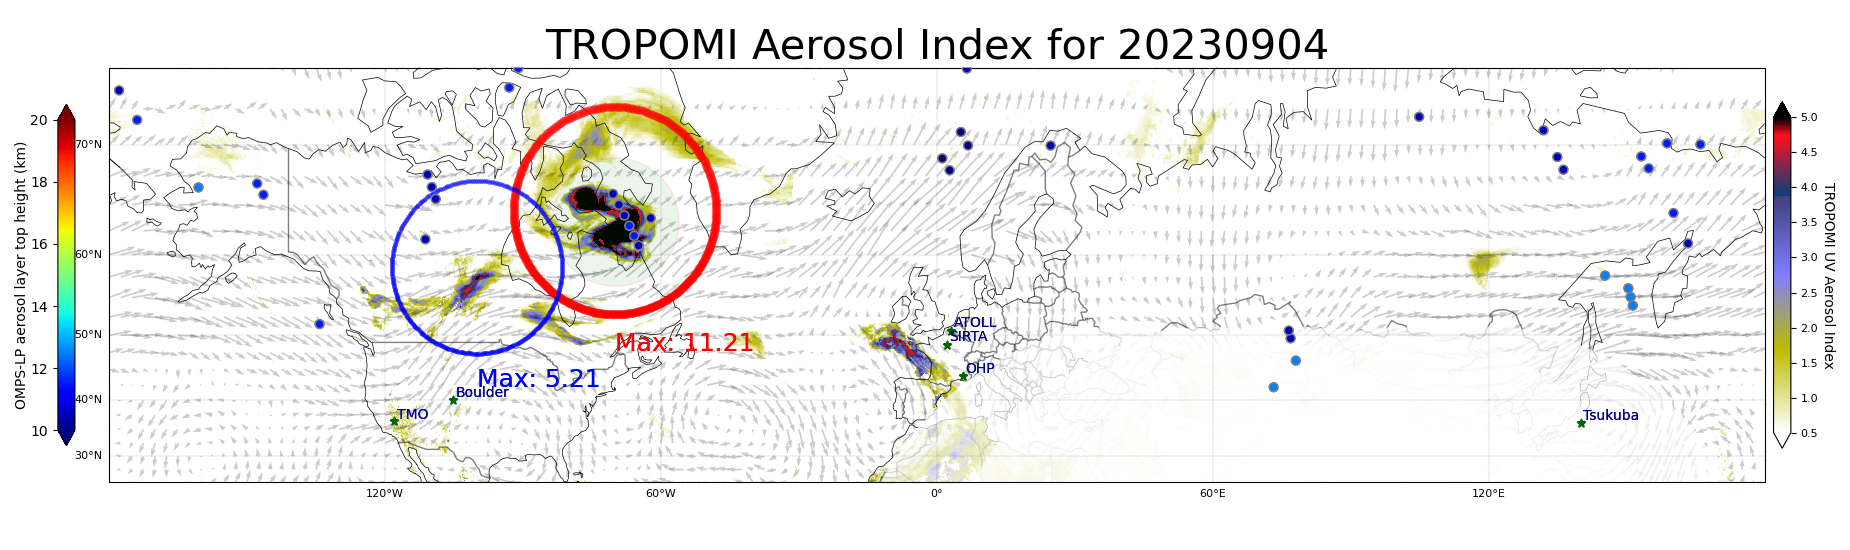 TROPOMI Aerosol Index for 20230904
OMPS-LP aerosol layer top height (km)
20
18
16
14
12
10
70°N
60°N
50°N
40°N
30°N
120°W
60°W
0°
60°E
120°E
Max: 11.21
Max: 5.21
Boulder
TMO
ATOLL
SIRTA
OHP
Tsukuba
5.0
4.5
4.0
3.5
3.0
2.5
2.0
1.5
1.0
0.5
TROPOMI UV Aerosol Index